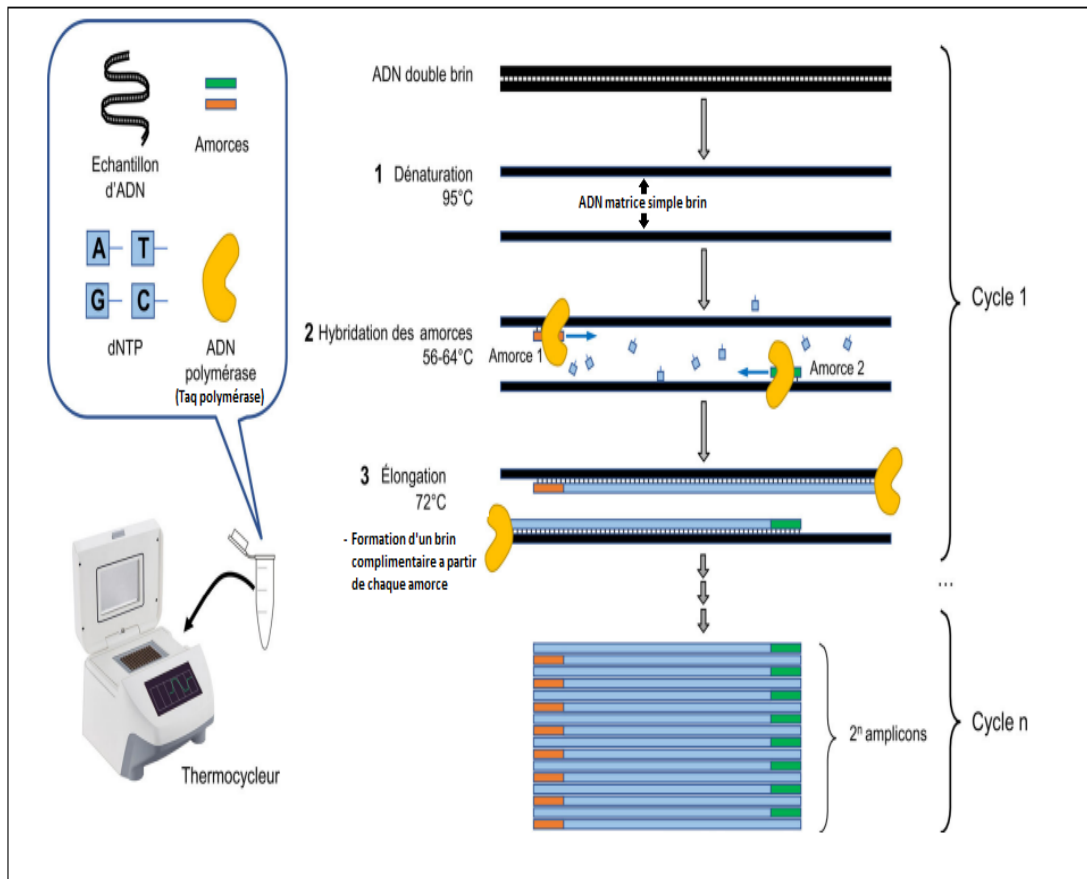 Echantillon
d'ADN
Amorces
A
T
G
C
dNTP
ADN
polymérase
(Taq polymérase)
Thermocycleur
ADN double brin
1 Dénaturation
95°C
ADN matrice simple brin
2 Hybridation des amorces
56-64°C
Amorce 1
Amorce 2
3 Élongation
72°C
- Formation d'un brin
complimentaire a partir
de chaque amorce
Cycle 1
...
2ⁿ amplicons
Cycle n